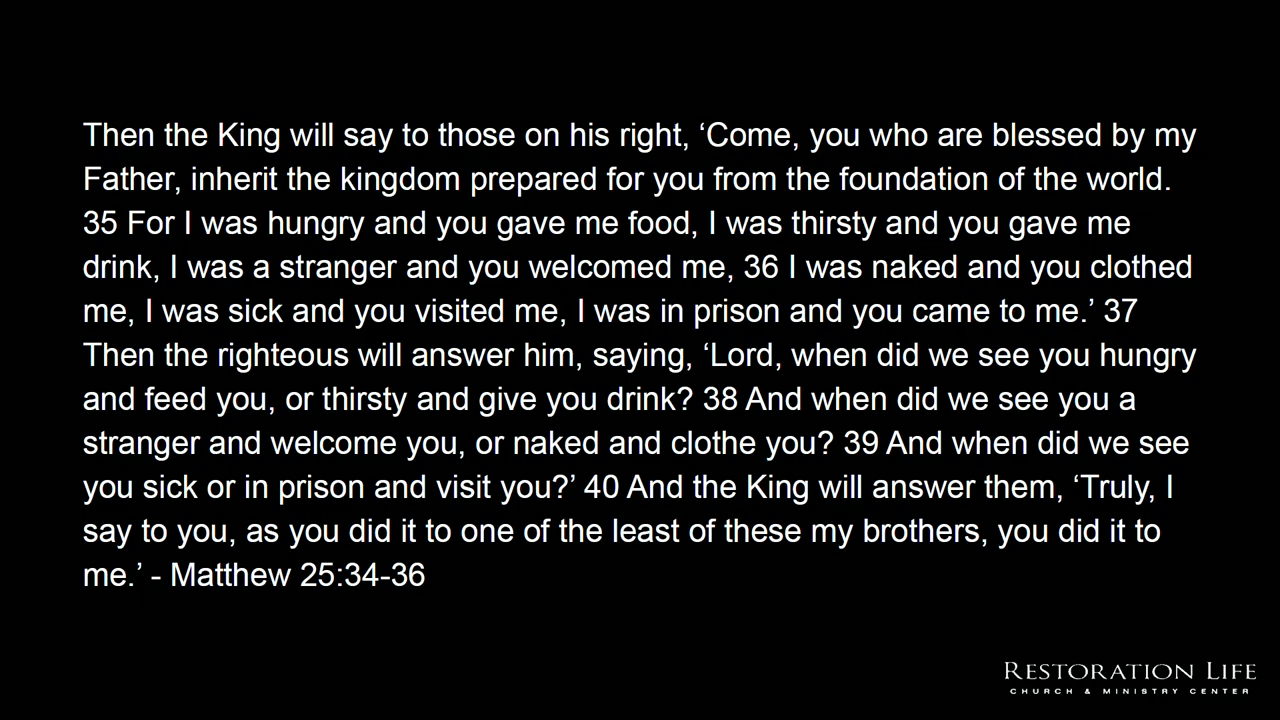 Then the King will say to those on his right, ‘Come, you who are blessed by my
Father, inherit the kingdom prepared for you from the foundation of the world.
35 For I was hungry and you gave me food, I was thirsty and you gave me
drink, I was a stranger and you welcomed me, 36 I was naked and you clothed
me, I was sick and you visited me, I was in prison and you came to me.’ 37
Then the righteous will answer him, saying, ‘Lord, when did we see you hungry
and feed you, or thirsty and give you drink? 38 And when did we see you a
stranger and welcome you, or naked and clothe you? 39 And when did we see
you sick or in prison and visit you?’ 40 And the King will answer them, ‘Truly, I
say to you, as you did it to one of the least of these my brothers, you did it to
me.’ - Matthew 25:34-36
RESTORATION LIFE
CHURCH & MINISTRY CENTER